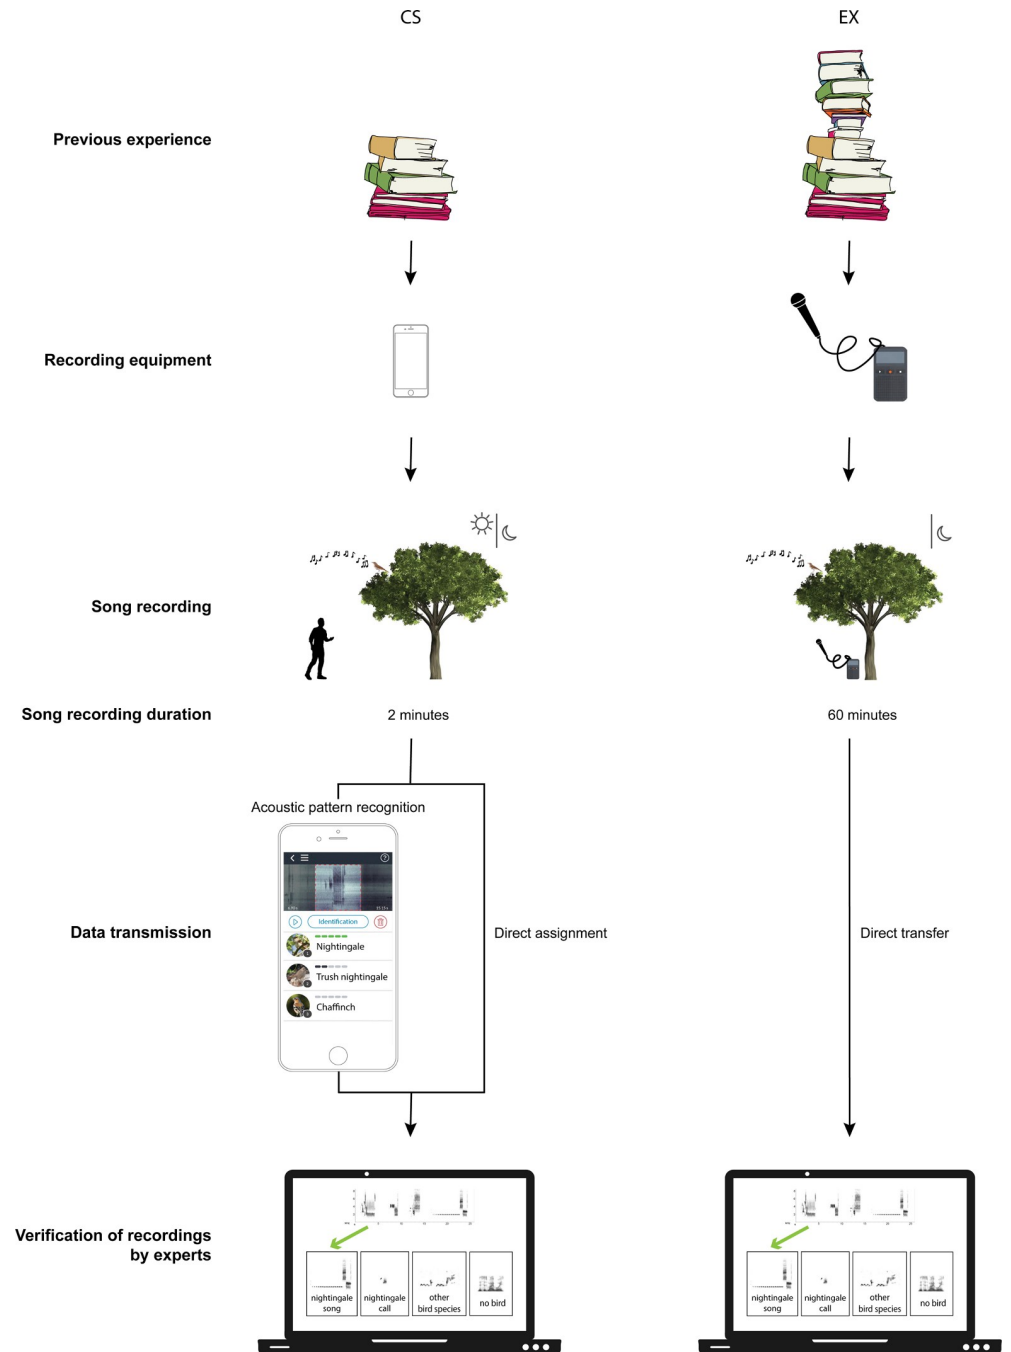 CS
EX
Previous experience
Recording equipment
Song recording
Song recording duration
2 minutes
60 minutes
Acoustic pattern recognition
?
Identification
Data transmission
Direct assignment
Direct transfer
Nightingale
Trush nightingale
Chaffinch
Verification of recordings
by experts
nightingale
song
nightingale
call
other
bird species
no bird
nightingale
song
nightingale
call
other
bird species
no bird